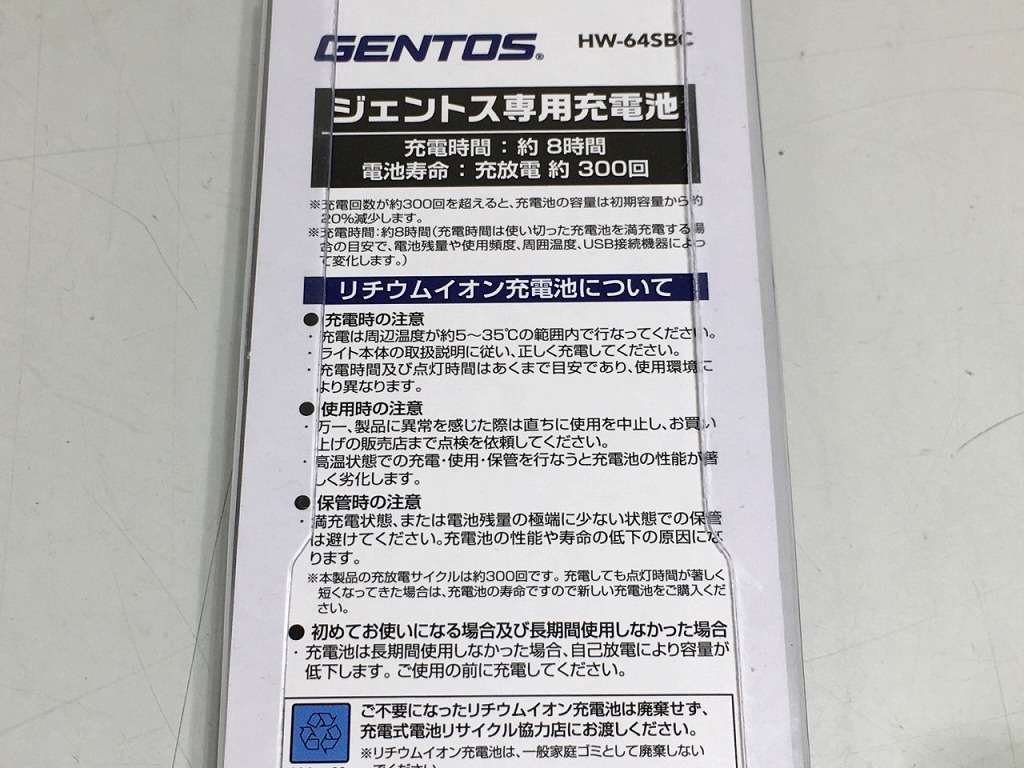 GENTOS® HW-64SBC
ジェントス専用充電池
充電時間：約 8時間
電池寿命：充放電 約 300回
※充電回数が約300回を超えると、充電池の容量は初期容量から約
20%減少します。
※充電時間：約8時間(充電時間は使い切った充電池を満充電する場
合の目安で、電池残量や使用頻度、周囲温度、USB接続機器によっ
て変化します。)
リチウムイオン充電池について
● 充電時の注意
・充電は周辺温度が約5～35℃の範囲内で行なってください。
・ライト本体の取扱説明に従い、正しく充電してください。
・充電時間及び点灯時間はあくまで目安であり、使用環境に
より異なります。
● 使用時の注意
・万一、製品に異常を感じた際は直ちに使用を中止し、お買い
上げの販売店まで点検を依頼してください。
・高温状態での充電・使用・保管を行なうと充電池の性能が著
しく劣化します。
● 保管時の注意
・満充電状態、または電池残量の極端に少ない状態での保管
は避けてください。充電池の性能や寿命の低下の原因にな
ります。
※本製品の充放電サイクルは約300回です。充電しても点灯時間が著しく
短くなってきた場合は、充電池の寿命ですので新しい充電池をご購入くだ
さい。
● 初めてお使いになる場合及び長期間使用しなかった場合
・充電池は長期間使用しなかった場合、自己放電により容量が
低下します。ご使用の前に充電してください。
ご不要になったリチウムイオン充電池は廃棄せず、
充電式電池リサイクル協力店にお渡しください。
※リチウムイオン充電池は、一般家庭ゴミとして廃棄しない